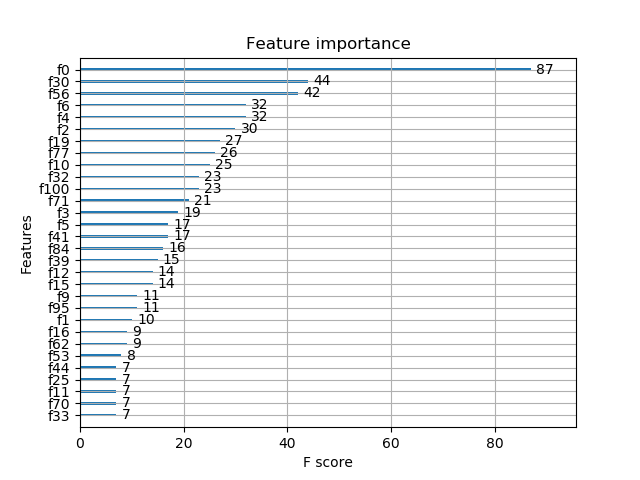 Feature importance
f0 87
f30 44
f56 42
f6 32
f4 32
f2 30
f19 27
f77 26
f10 25
f32 23
f100 23
f71 21
f3 19
f5 17
f41 17
f84 16
f39 15
f12 14
f15 14
f9 11
f95 11
f1 10
f16 9
f62 9
f53 8
f44 7
f25 7
f11 7
f70 7
f33 7
Features
0 20 40 60 80
F score